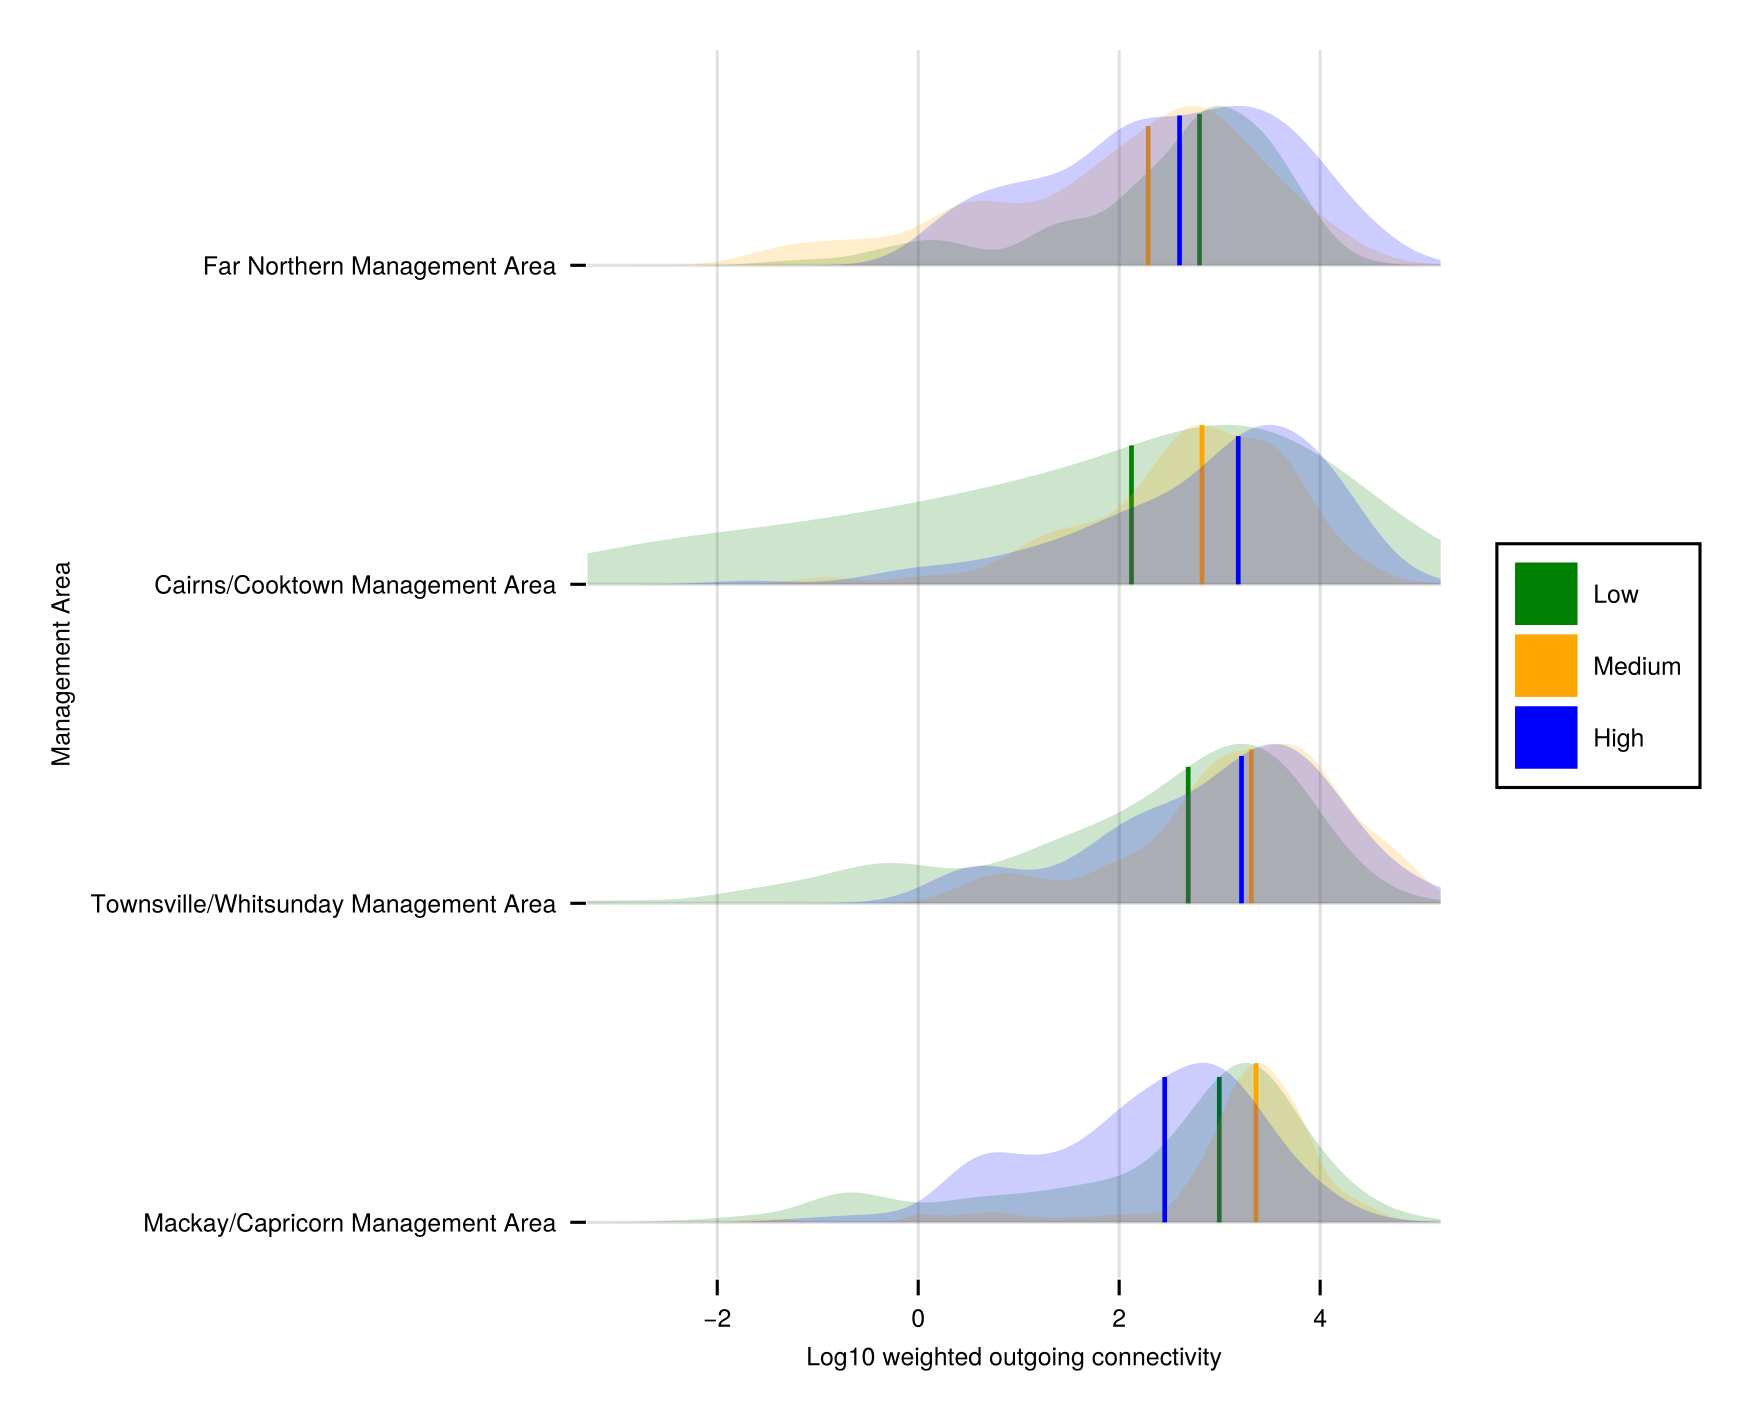 Far Northern Management Area
Cairns/Cooktown Management Area
Townsville/Whitsunday Management Area
Mackay/Capricorn Management Area
Management Area
−2 0 2 4
Log10 weighted outgoing connectivity
Low
Medium
High